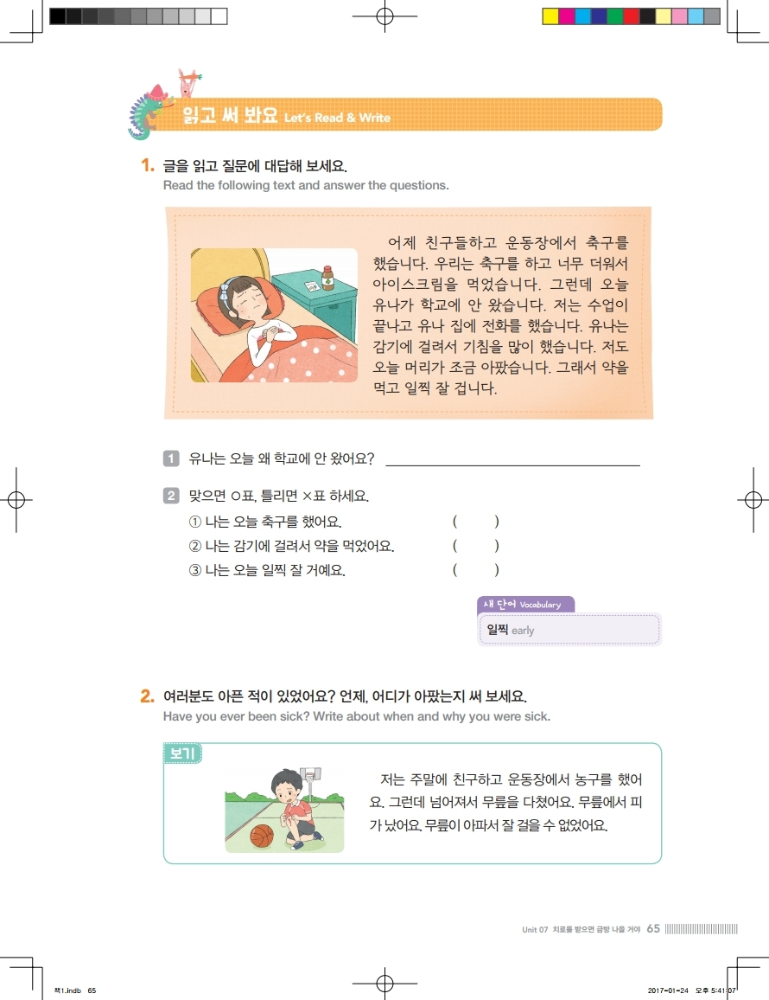 읽고 써 봐요 Let's Read & Write
1. 글을 읽고 질문에 대답해 보세요.
Read the following text and answer the questions.
어제 친구들하고 운동장에서 축구를
했습니다. 우리는 축구를 하고 너무 더워서
아이스크림을 먹었습니다. 그런데 오늘
유나가 학교에 안 왔습니다. 저는 수업이
끝나고 유나 집에 전화를 했습니다. 유나는
감기에 걸려서 기침을 많이 했습니다. 저도
오늘 머리가 조금 아팠습니다. 그래서 약을
먹고 일찍 잘 겁니다.
1 유나는 오늘 왜 학교에 안 왔어요?
2 맞으면 ○표, 틀리면 ×표 하세요.
① 나는 오늘 축구를 했어요. ( )
② 나는 감기에 걸려서 약을 먹었어요. ( )
③ 나는 오늘 일찍 잘 거예요. ( )
새 단어 Vocabulary
일찍 early
2. 여러분도 아픈 적이 있었어요? 언제, 어디가 아팠는지 써 보세요.
Have you ever been sick? Write about when and why you were sick.
보기
저는 주말에 친구하고 운동장에서 농구를 했어
요. 그런데 넘어져서 무릎을 다쳤어요. 무릎에서 피
가 났어요. 무릎이 아파서 잘 걸을 수 없었어요.
Unit 07 치료를 받으면 금방 나을 거야 65
책1.indb 65
2017-01-24 오후 5:41:07